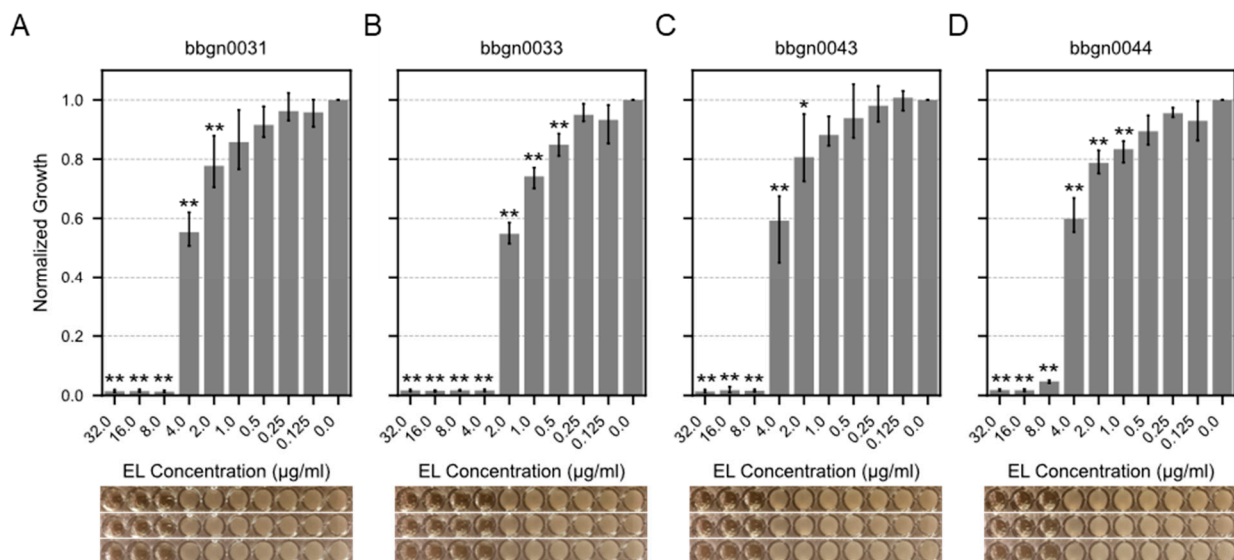 A
bbgn0031
B
bbgn0033
C
bbgn0043
D
bbgn0044
Normalized Growth
1.0
0.8
0.6
0.4
0.2
0.0
** ** ** ** **
** ** ** ** ** ** **
** ** ** ** *
** ** ** ** ** **
32.0 16.0 8.0 4.0 2.0 1.0 0.5 0.25 0.125 0.0
32.0 16.0 8.0 4.0 2.0 1.0 0.5 0.25 0.125 0.0
32.0 16.0 8.0 4.0 2.0 1.0 0.5 0.25 0.125 0.0
32.0 16.0 8.0 4.0 2.0 1.0 0.5 0.25 0.125 0.0
EL Concentration (µg/ml)
EL Concentration (µg/ml)
EL Concentration (µg/ml)
EL Concentration (µg/ml)